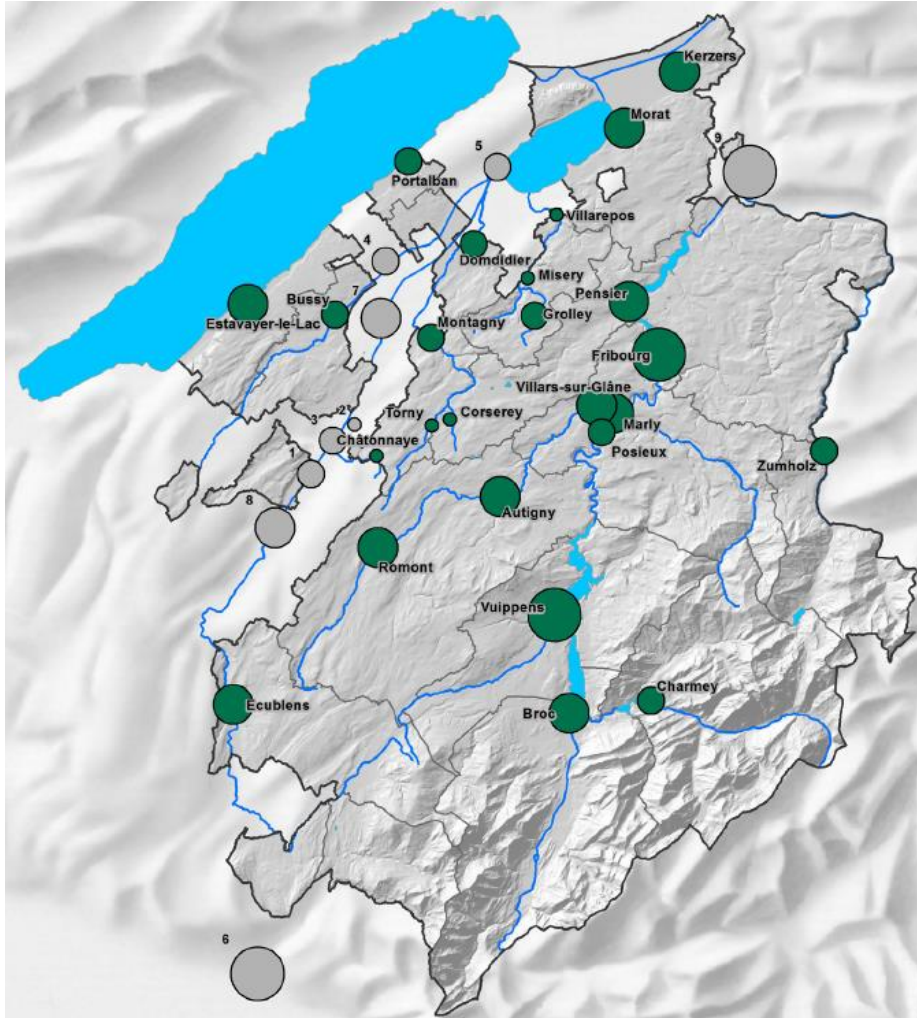 Kerzers
Morat
9
5
Portalban
Villarepos
4
Domdidier
Misery
7
Pensier
Bussy
Estavayer-le-Lac
Grolley
Montagny
Fribourg
Villars-sur-Glâne
Torny
Corserey
2
3
Marly
Châtonnaye
Posieux
1
Zumholz
8
Autigny
Romont
Vuippens
Charmey
Ecublens
Broc
6